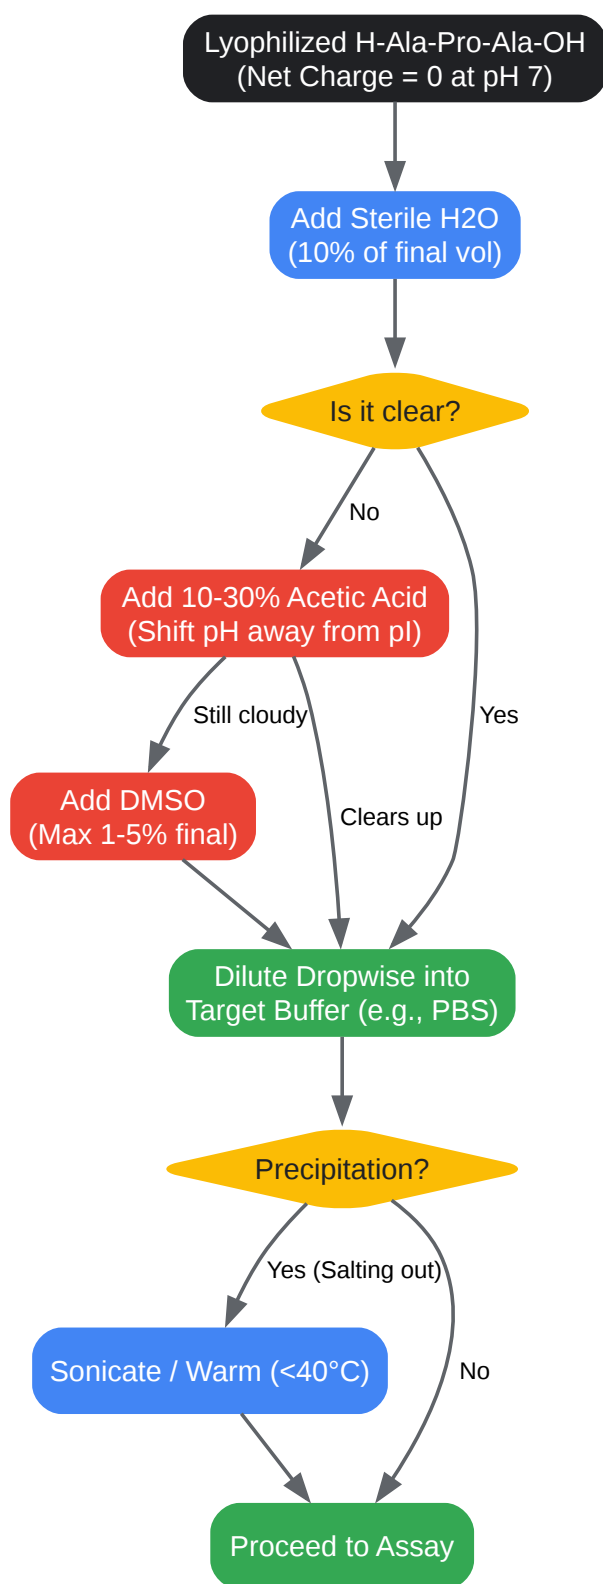 Lyophilized H-Ala-Pro-Ala-OH
(Net Charge = 0 at pH 7)
Add Sterile H2O
(10% of final vol)
Is it clear?
No
Add 10-30% Acetic Acid
(Shift pH away from pI)
Still cloudy
Yes
Add DMSO
(Max 1-5% final)
Clears up
Dilute Dropwise into
Target Buffer (e.g., PBS)
Precipitation?
Yes (Salting out)
Sonicate / Warm (<40°C)
No
Proceed to Assay